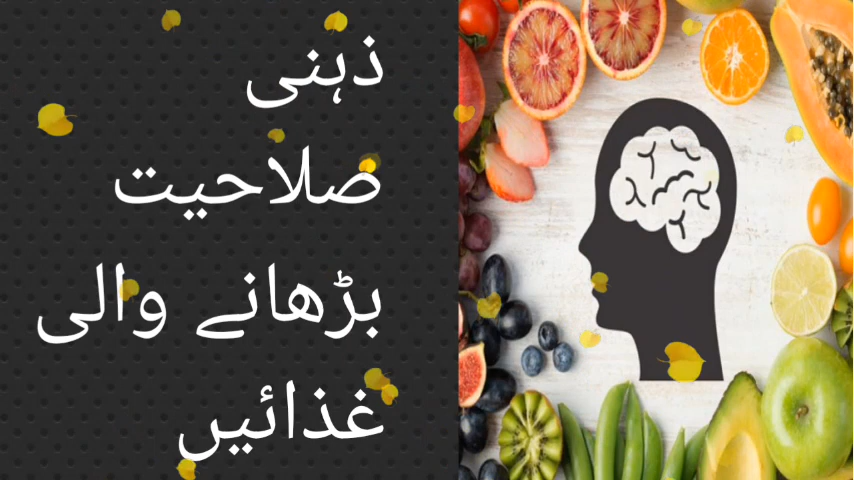 ذہنی
صلاحیت
بڑھانے والی
غذائیں